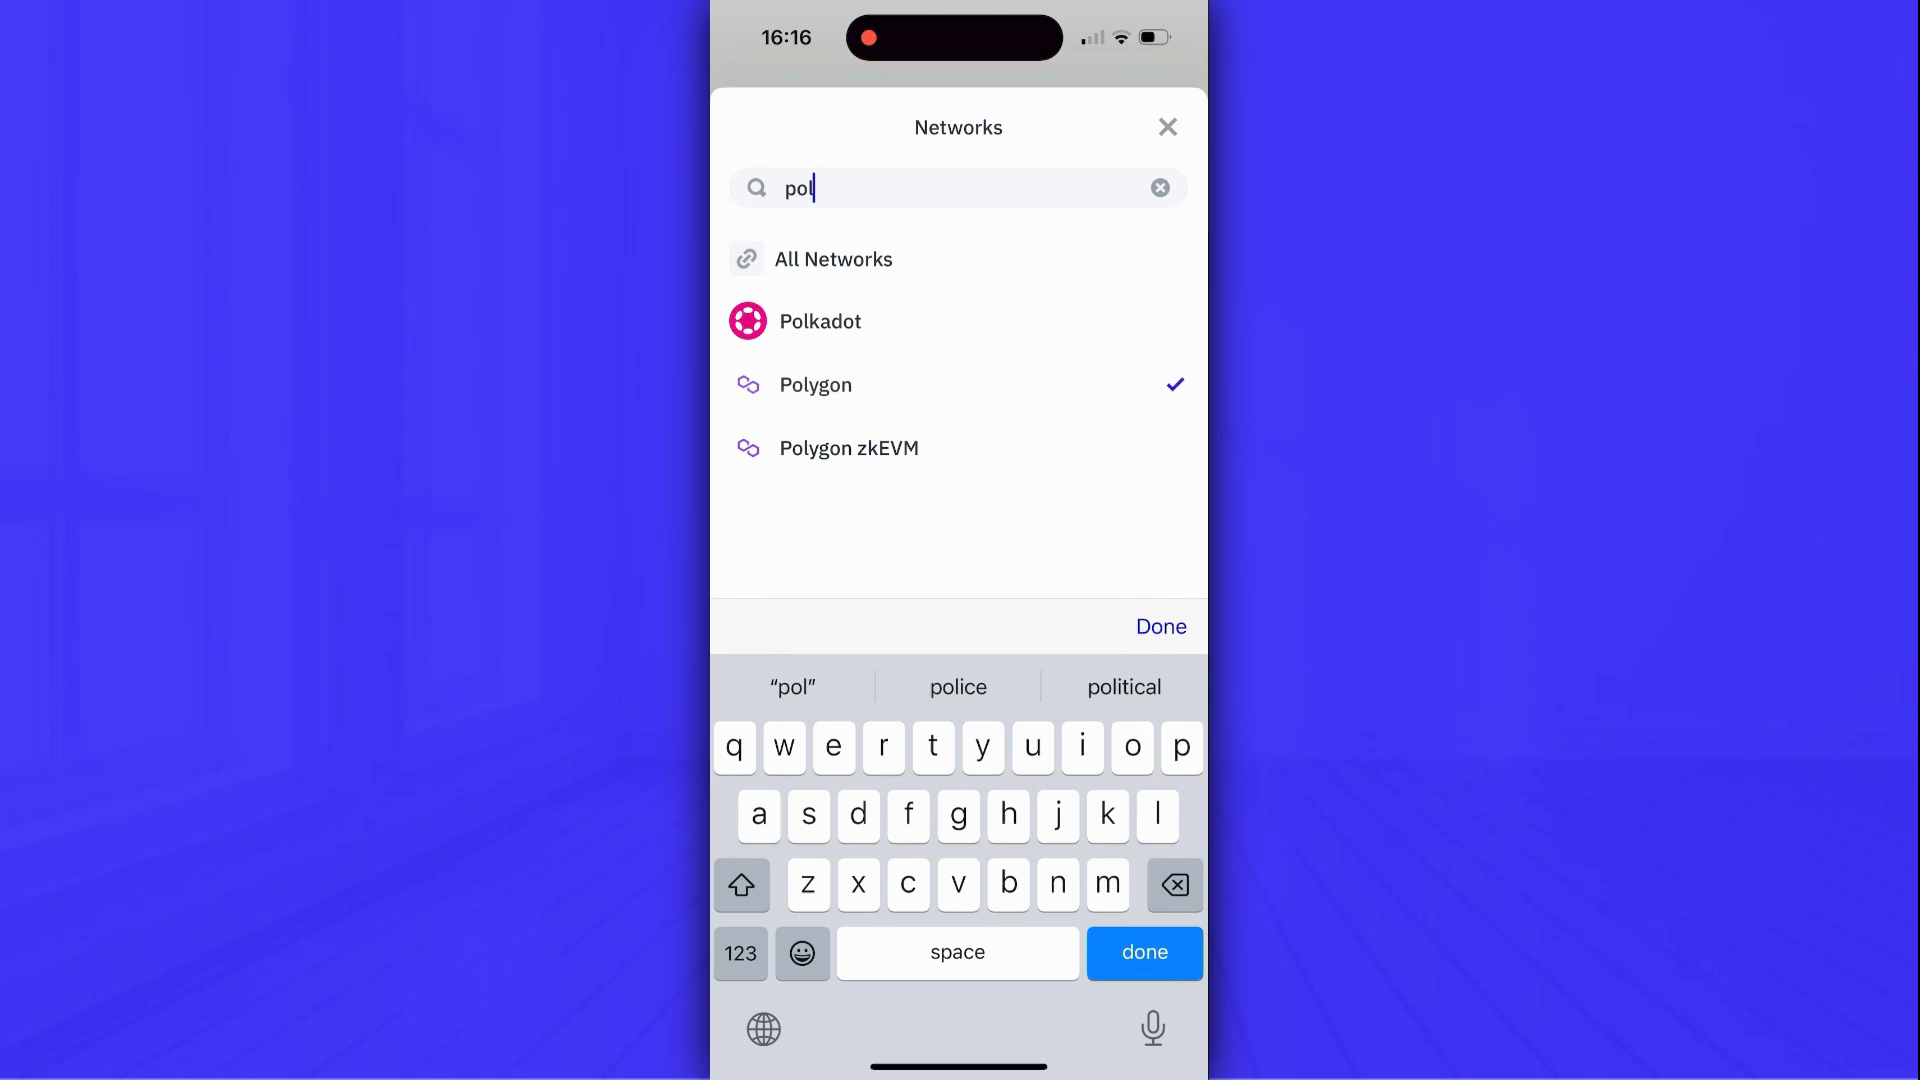 16:16
Networks
pol
All Networks
Polkadot
Polygon
Polygon zkEVM
Done
“pol” police political
q w e r t y u i o p
a s d f g h j k l
z x c v b n m
123 space done